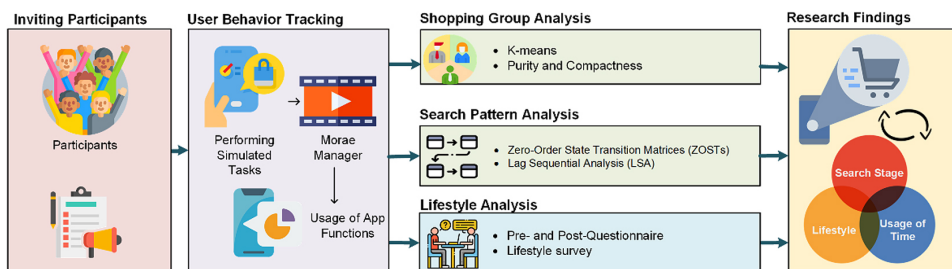 Inviting Participants
Participants
User Behavior Tracking
Performing
Simulated
Tasks
Morae
Manager
Usage of App
Functions
Shopping Group Analysis
• K-means
• Purity and Compactness
Search Pattern Analysis
• Zero-Order State Transition Matrices (ZOSTs)
• Lag Sequential Analysis (LSA)
Lifestyle Analysis
• Pre- and Post-Questionnaire
• Lifestyle survey
Research Findings
Search Stage
Lifestyle
Usage of
Time